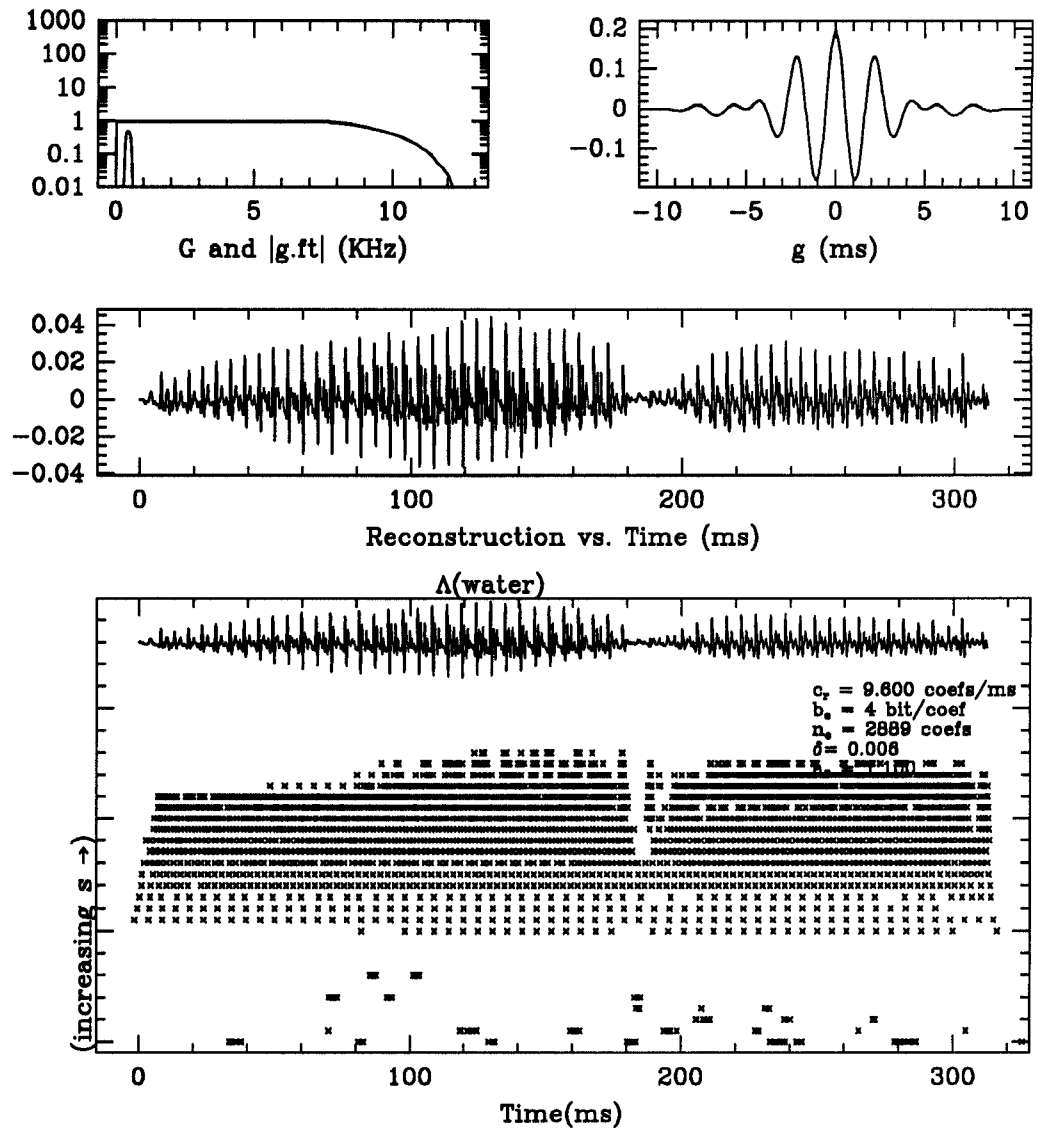 1000
100
10
1
0.1
0.01
0 5 10
G and |g.ft| (KHz)
0.2
0.1
0
−0.1
−10 −5 0 5 10
g (ms)
0.04
0.02
0
−0.02
−0.04
0 100 200 300
Reconstruction vs. Time (ms)
Λ(water)
c_r = 9.600 coefs/ms
b_e = 4 bit/coef
n_e = 2889 coefs
δ= 0.006
(increasing s →)
0 100 200 300
Time(ms)